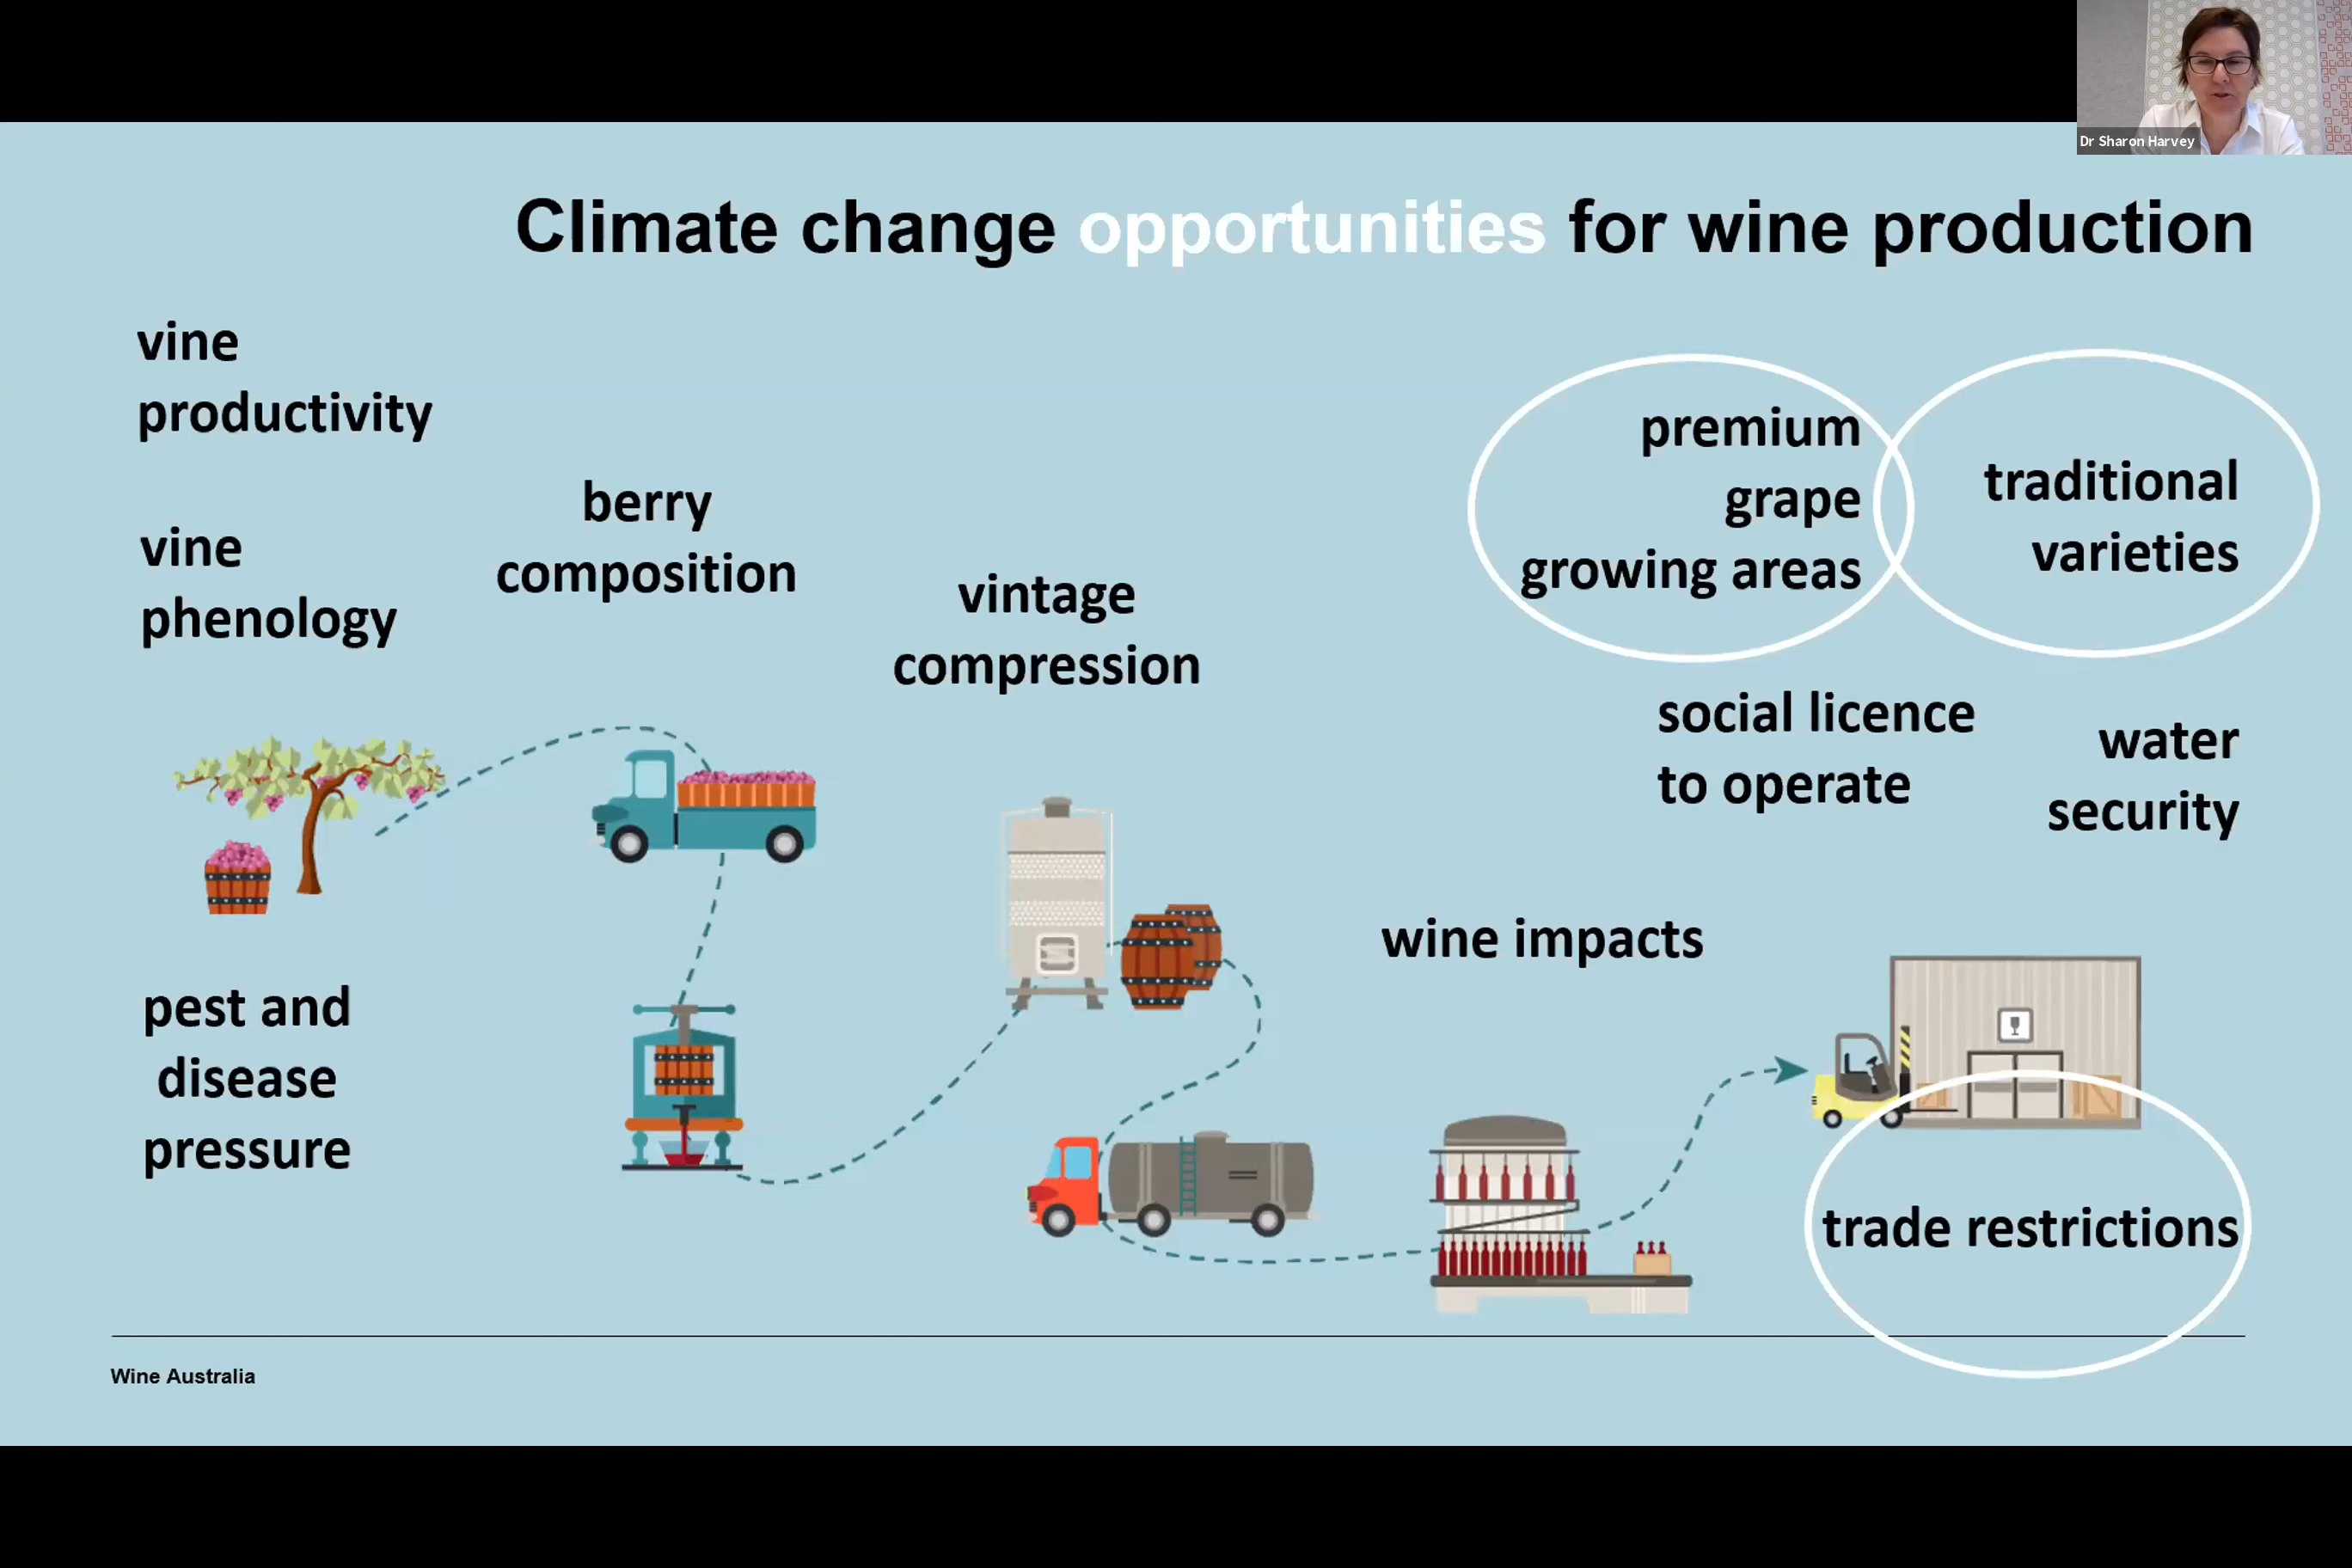 Dr Sharon Harvey
Climate change opportunities for wine production
vine
productivity
vine
phenology
berry
composition
vintage
compression
premium
grape
growing areas
traditional
varieties
social licence
to operate
water
security
wine impacts
pest and
disease
pressure
trade restrictions
Wine Australia